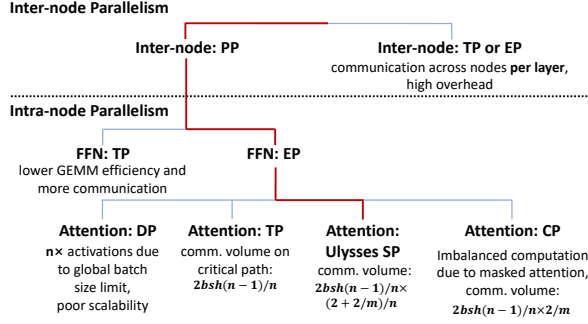 Inter-node Parallelism
Inter-node: PP
Inter-node: TP or EP
communication across nodes per layer,
high overhead
Intra-node Parallelism
FFN: TP
lower GEMM efficiency and
more communication
FFN: EP
Attention: DP
n× activations due
to global batch
size limit,
poor scalability
Attention: TP
comm. volume on
critical path:
2bsh(n − 1)/n
Attention:
Ulysses SP
comm. volume:
2bsh(n − 1)/n×
(2 + 2/m)/n
Attention: CP
Imbalanced computation
due to masked attention,
comm. volume:
2bsh(n − 1)/n×2/m